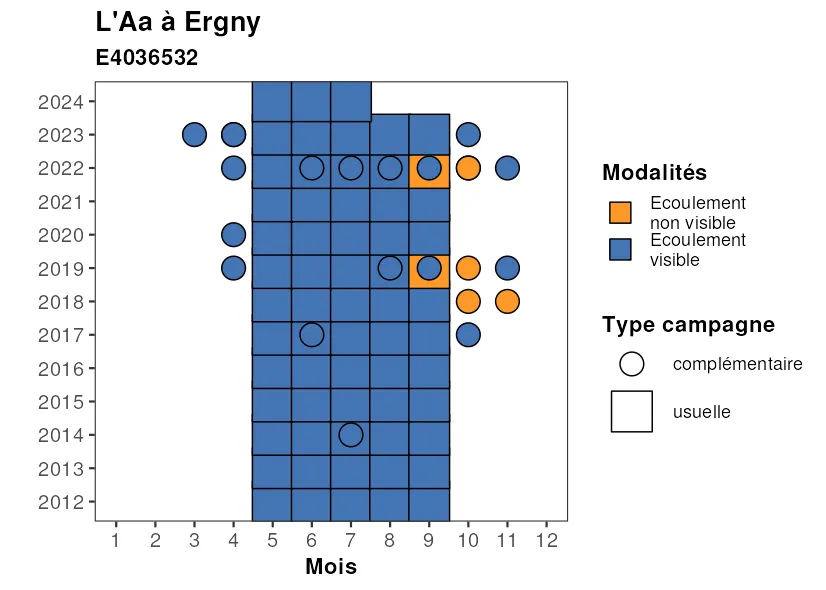 L'Aa à Ergny
E4036532
2024
2023
2022
2021
2020
2019
2018
2017
2016
2015
2014
2013
2012
1 2 3 4 5 6 7 8 9 10 11 12
Mois
Modalités
Ecoulement
non visible
Ecoulement
visible
Type campagne
complémentaire
usuelle